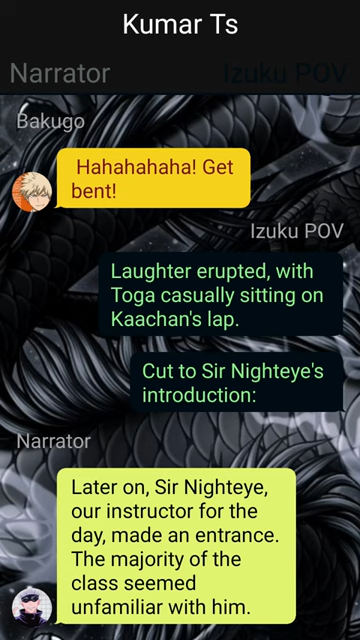 Kumar Ts
Narrator
Izuku POV
Bakugo
Hahahahaha! Get
bent!
Izuku POV
Laughter erupted, with
Toga casually sitting on
Kaachan's lap.
Cut to Sir Nighteye's
introduction:
Narrator
Later on, Sir Nighteye,
our instructor for the
day, made an entrance.
The majority of the
class seemed
unfamiliar with him.